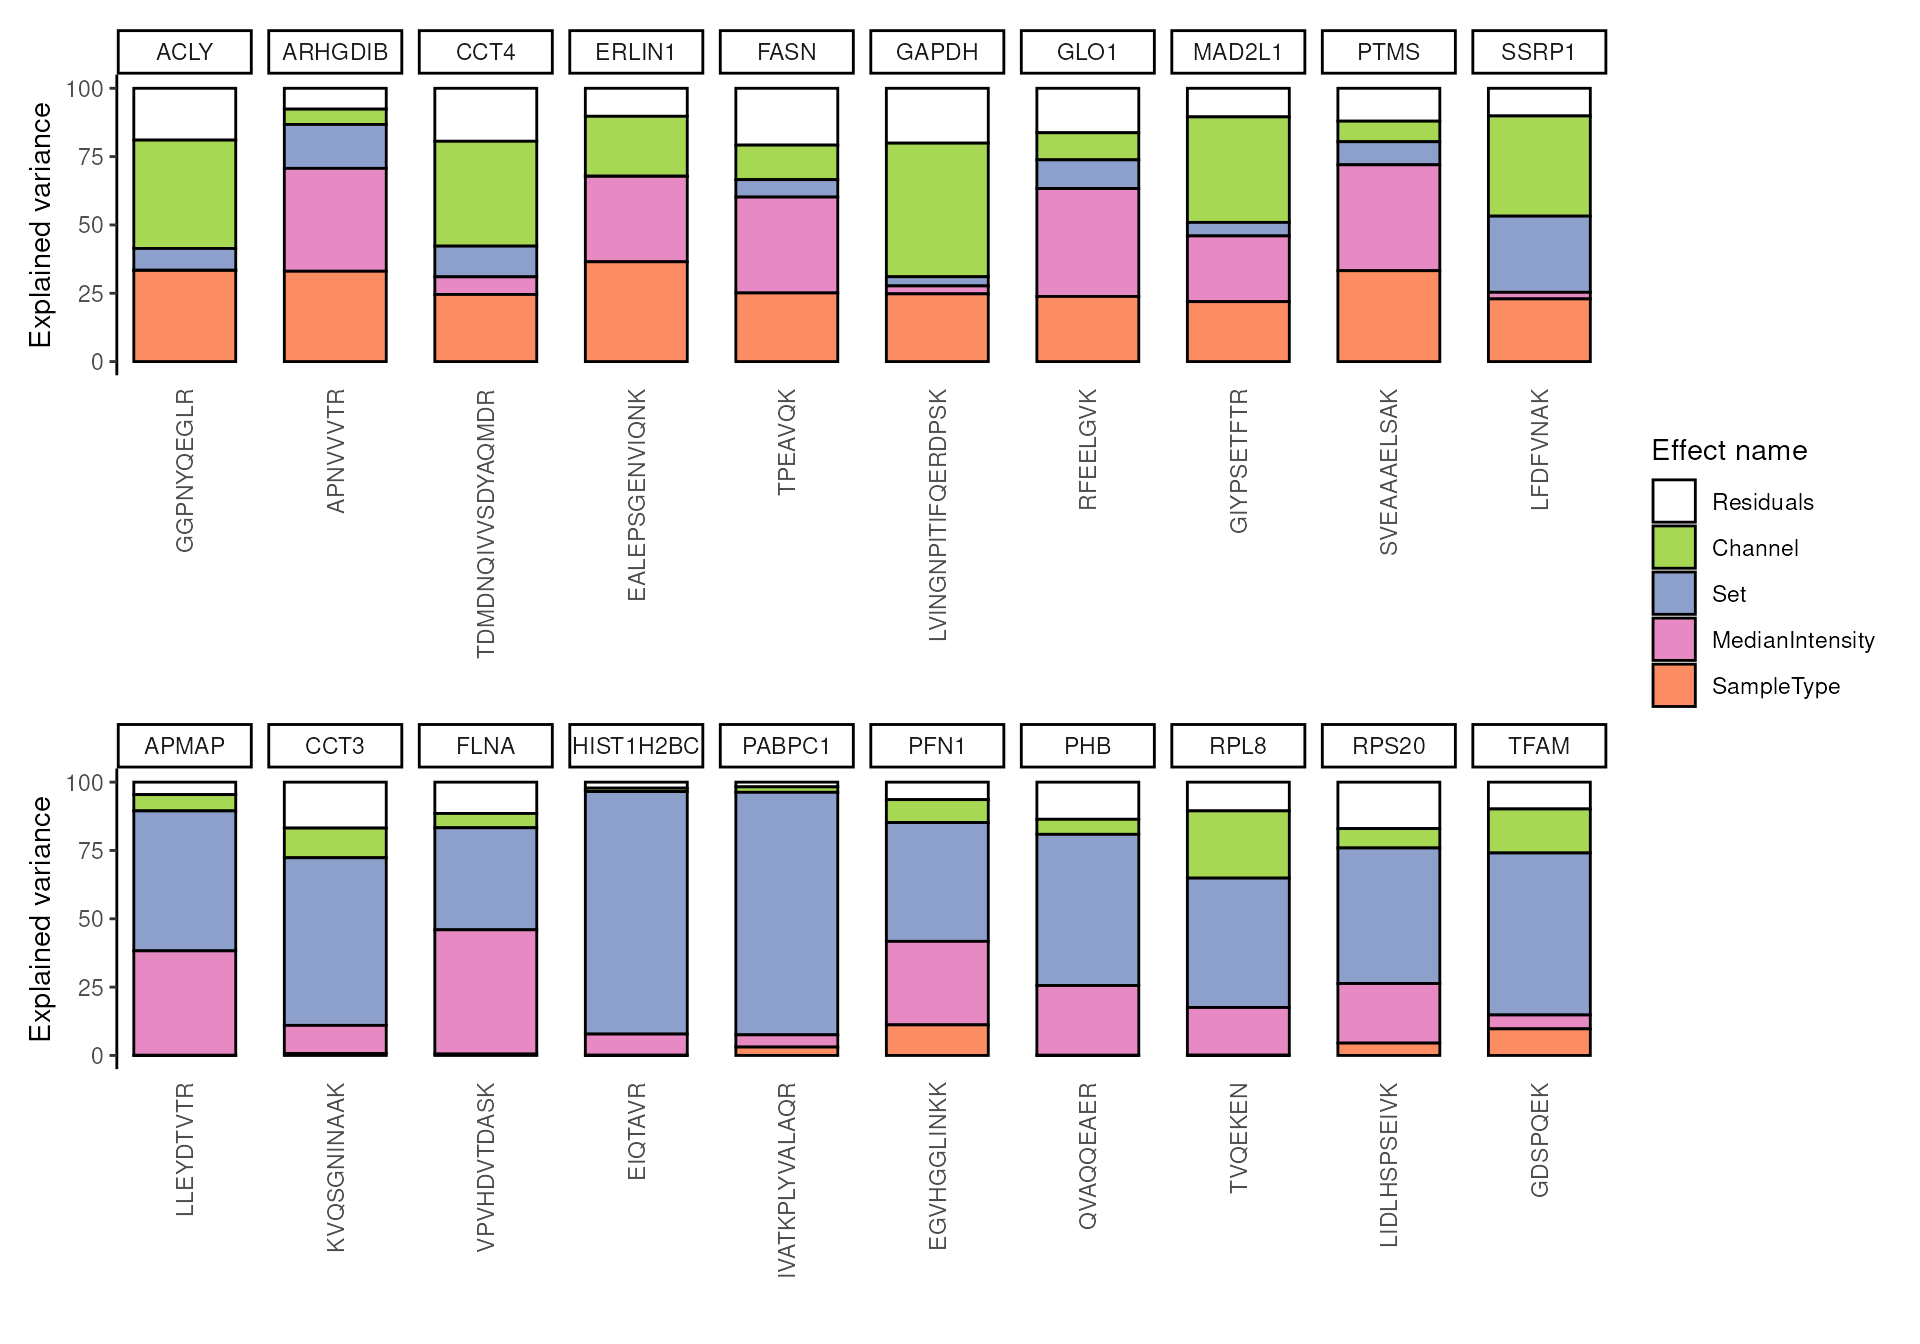 ACLY ARHGDIB CCT4 ERLIN1 FASN GAPDH GLO1 MAD2L1 PTMS SSRP1
Explained variance
100
75
50
25
0
GGPNYQEGLR
APNVVVTR
TDMDNQIVVSDYAQMDR
EALEPSGENVIQNK
TPEAVQK
LVINGNPITIFQERDPSK
RFEELGVK
GIYPSETFTR
SVEAAAELSAK
LFDFVNAK
Effect name
Residuals
Channel
Set
MedianIntensity
SampleType
APMAP CCT3 FLNA HIST1H2BC PABPC1 PFN1 PHB RPL8 RPS20 TFAM
Explained variance
100
75
50
25
0
LLEYDTVTR
KVQSGNINAAK
VPVHDVTDASK
EIQTAVR
IVATKPLYVALAQR
EGVHGGLINKK
QVAQQEAER
TVQEKEN
LIDLHSPSEIVK
GDSPQEK